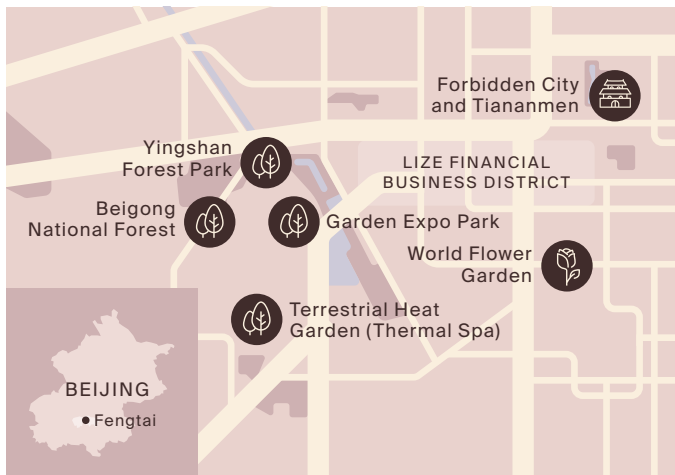 Forbidden City
and Tiananmen
Yingshan
Forest Park
LIZE FINANCIAL
BUSINESS DISTRICT
Beigong
National Forest
Garden Expo Park
World Flower
Garden
Terrestrial Heat
Garden (Thermal Spa)
BEIJING
Fengtai